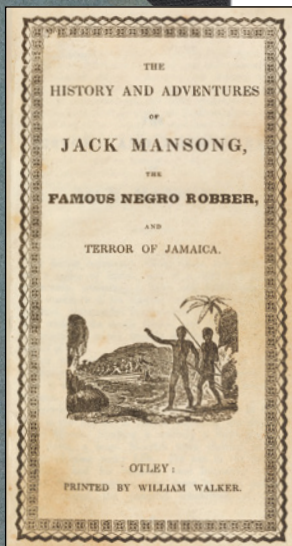 THE
HISTORY AND ADVENTURES
OF
JACK MANSONG,
THE
FAMOUS NEGRO ROBBER,
AND
TERROR OF JAMAICA.
OTLEY:
PRINTED BY WILLIAM WALKER.